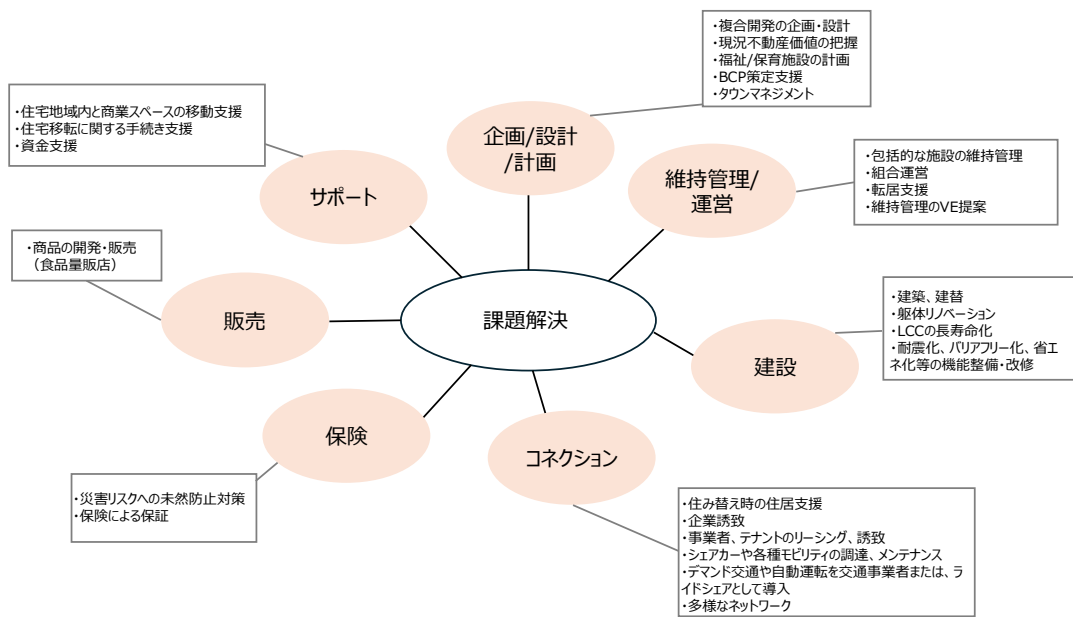 ・複合開発の企画・設計
・現況不動産価値の把握
・福祉/保育施設の計画
・BCP策定支援
・タウンマネジメント
企画/設計
/計画
・住宅地域内と商業スペースの移動支援
・住宅移転に関する手続き支援
・資金支援
サポート
維持管理/
運営
・包括的な施設の維持管理
・組合運営
・転居支援
・維持管理のVE提案
・商品の開発・販売
（食品量販店）
販売
課題解決
建設
・建築、建替
・躯体リノベーション
・LCCの長寿命化
・耐震化、バリアフリー化、省エ
ネ化等の機能整備・改修
保険
・災害リスクへの未然防止対策
・保険による保証
コネクション
・住み替え時の住居支援
・企業誘致
・事業者、テナントのリーシング、誘致
・シェアカーや各種モビリティの調達、メンテナンス
・デマンド交通や自動運転を交通事業者または、ラ
イドシェアとして導入
・多様なネットワーク